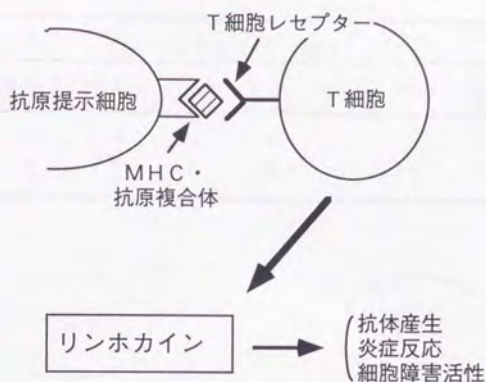 T細胞レセプター
抗原提示細胞
T細胞
MHC・
抗原複合体
リンホカイン
抗体産生
炎症反応
細胞障害活性